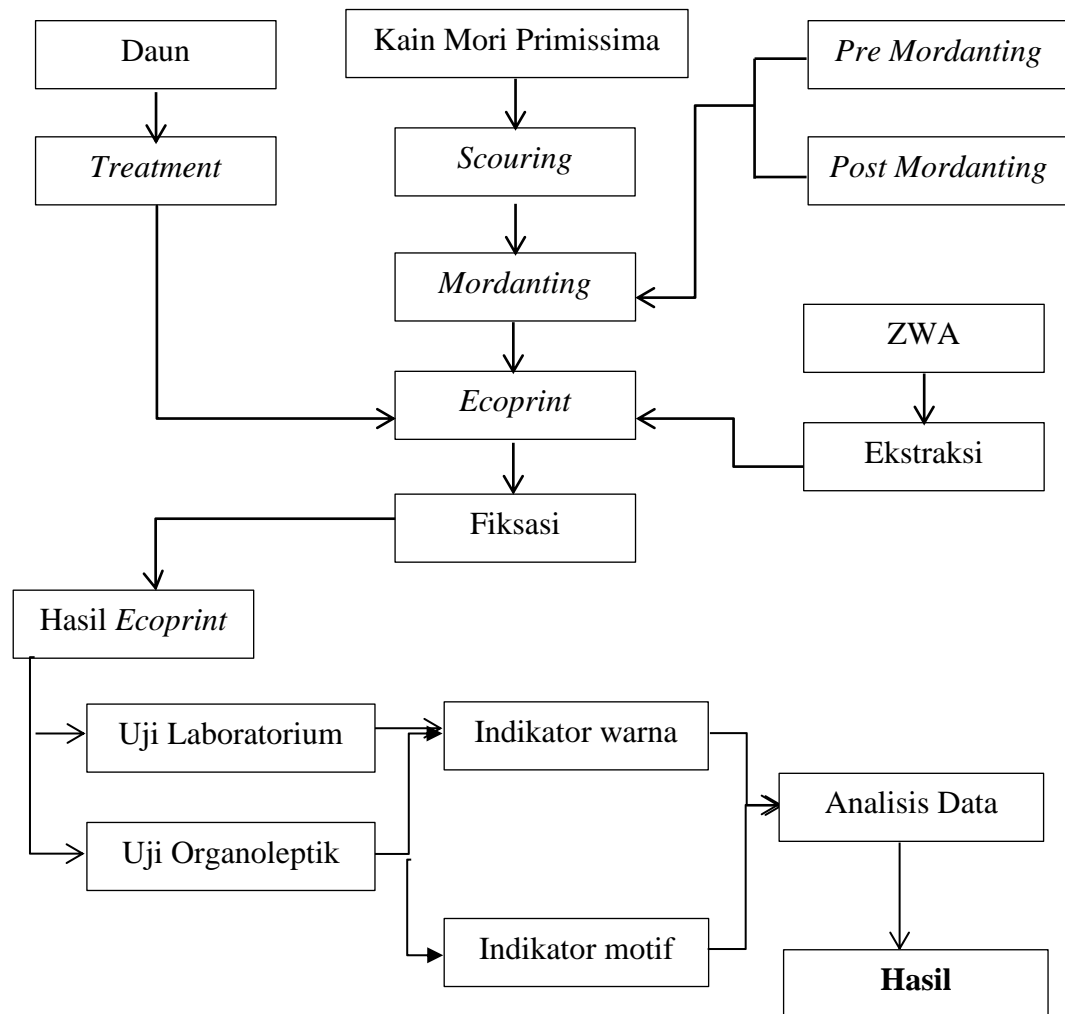 Daun
Kain Mori Primissima
Pre Mordanting
Treatment
Scouring
Post Mordanting
Mordanting
ZWA
Ecoprint
Ekstraksi
Fiksasi
Hasil Ecoprint
Uji Laboratorium
Indikator warna
Analisis Data
Uji Organoleptik
Indikator motif
Hasil